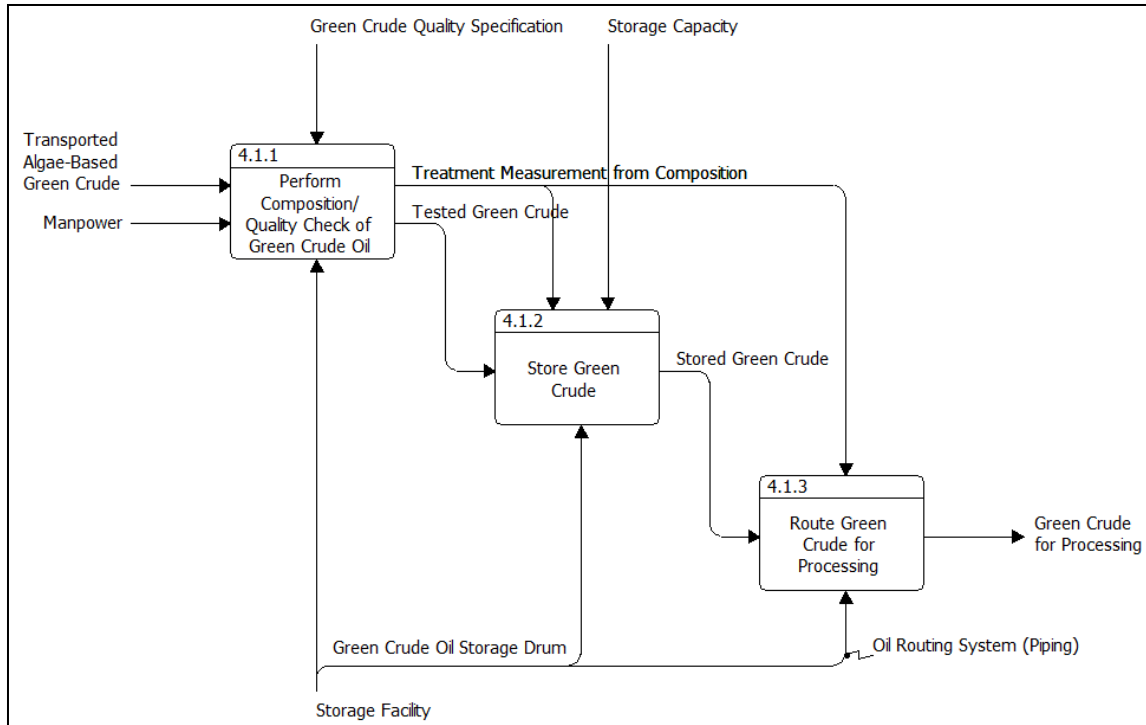 Green Crude Quality Specification
Storage Capacity
Transported
Algae-Based
Green Crude
Manpower
4.1.1
Perform
Composition/
Quality Check of
Green Crude Oil
Treatment Measurement from Composition
Tested Green Crude
4.1.2
Store Green
Crude
Stored Green Crude
4.1.3
Route Green
Crude for
Processing
Green Crude
for Processing
Green Crude Oil Storage Drum
Oil Routing System (Piping)
Storage Facility